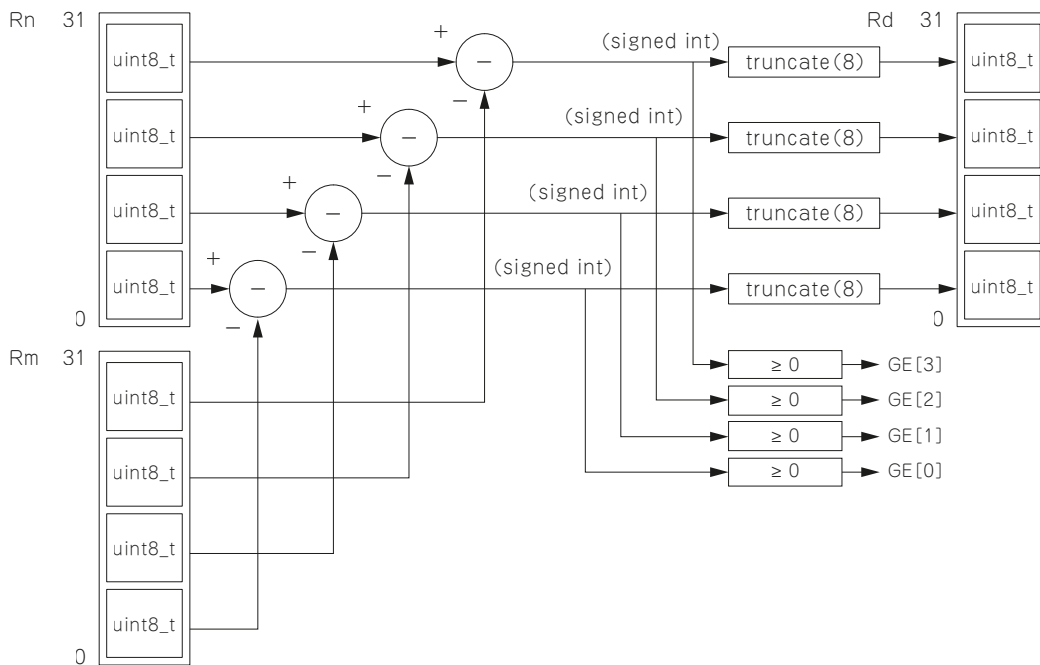 Rn 31
uint8_t
uint8_t
uint8_t
uint8_t
0
Rm 31
uint8_t
uint8_t
uint8_t
uint8_t
0
+ − − (signed int) truncate(8)
+ − − (signed int) truncate(8)
+ − − (signed int) truncate(8)
+ − − (signed int) truncate(8)
Rd 31
uint8_t
uint8_t
uint8_t
uint8_t
0
≥ 0 GE[3]
≥ 0 GE[2]
≥ 0 GE[1]
≥ 0 GE[0]